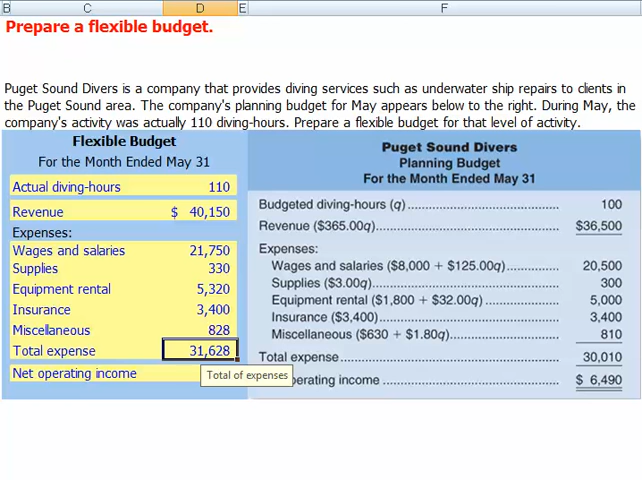 B C D E F
Prepare a flexible budget.
Puget Sound Divers is a company that provides diving services such as underwater ship repairs to clients in
the Puget Sound area. The company's planning budget for May appears below to the right. During May, the
company's activity was actually 110 diving-hours. Prepare a flexible budget for that level of activity.
Flexible Budget
For the Month Ended May 31
Actual diving-hours 110
Revenue $ 40,150
Expenses:
Wages and salaries 21,750
Supplies 330
Equipment rental 5,320
Insurance 3,400
Miscellaneous 828
Total expense 31,628
Net operating income
Total of expenses
Puget Sound Divers
Planning Budget
For the Month Ended May 31
Budgeted diving-hours (q) 100
Revenue ($365.00q) $36,500
Expenses:
Wages and salaries ($8,000 + $125.00q) 20,500
Supplies ($3.00q) 300
Equipment rental ($1,800 + $32.00q) 5,000
Insurance ($3,400) 3,400
Miscellaneous ($630 + $1.80q) 810
Total expense 30,010
perating income $ 6,490